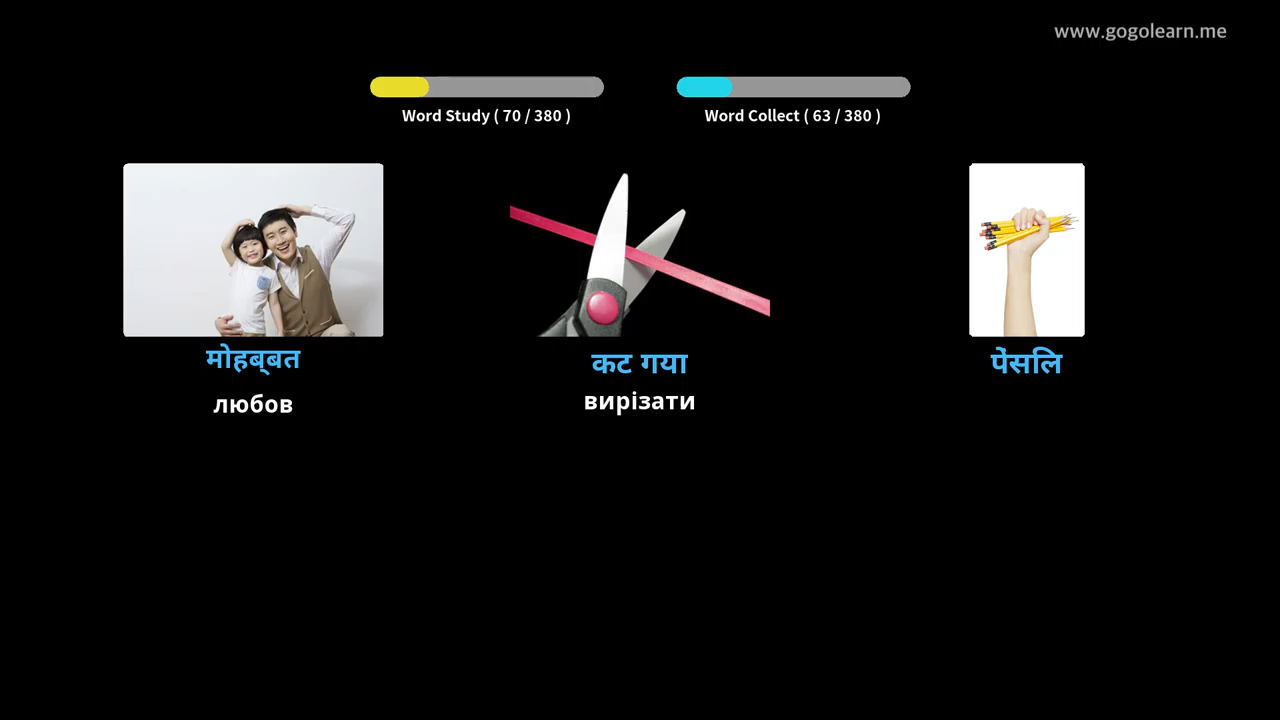 www.gogolearn.me
Word Study ( 70 / 380 )
Word Collect ( 63 / 380 )
मोहब्बत
कट गया
पेंसलि
любов
вирізати